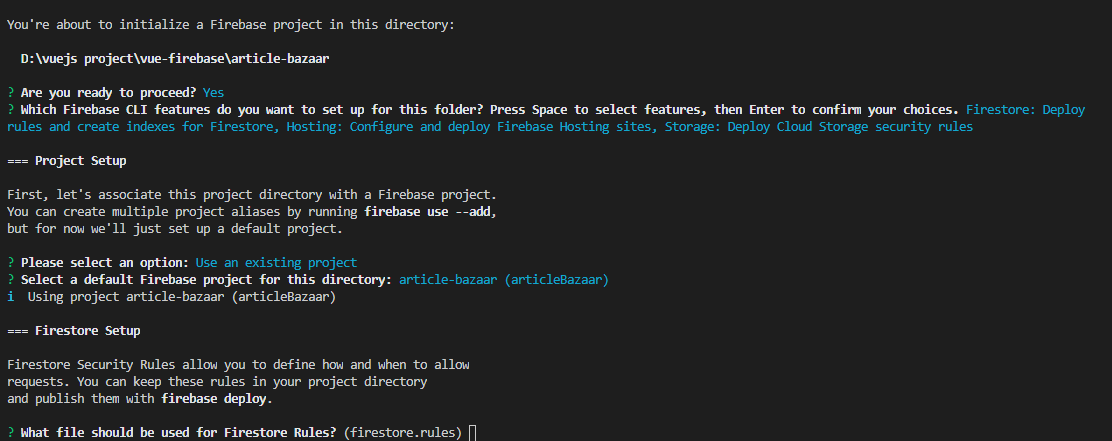 You're about to initialize a Firebase project in this directory:
D:\vuejs project\vue-firebase\article-bazaar
? Are you ready to proceed? Yes
? Which Firebase CLI features do you want to set up for this folder? Press Space to select features, then Enter to confirm your choices. Firestore: Deploy
rules and create indexes for Firestore, Hosting: Configure and deploy Firebase Hosting sites, Storage: Deploy Cloud Storage security rules
=== Project Setup
First, let's associate this project directory with a Firebase project.
You can create multiple project aliases by running firebase use --add,
but for now we'll just set up a default project.
? Please select an option: Use an existing project
? Select a default Firebase project for this directory: article-bazaar (articleBazaar)
i  Using project article-bazaar (articleBazaar)
=== Firestore Setup
Firestore Security Rules allow you to define how and when to allow
requests. You can keep these rules in your project directory
and publish them with firebase deploy.
? What file should be used for Firestore Rules? (firestore.rules)